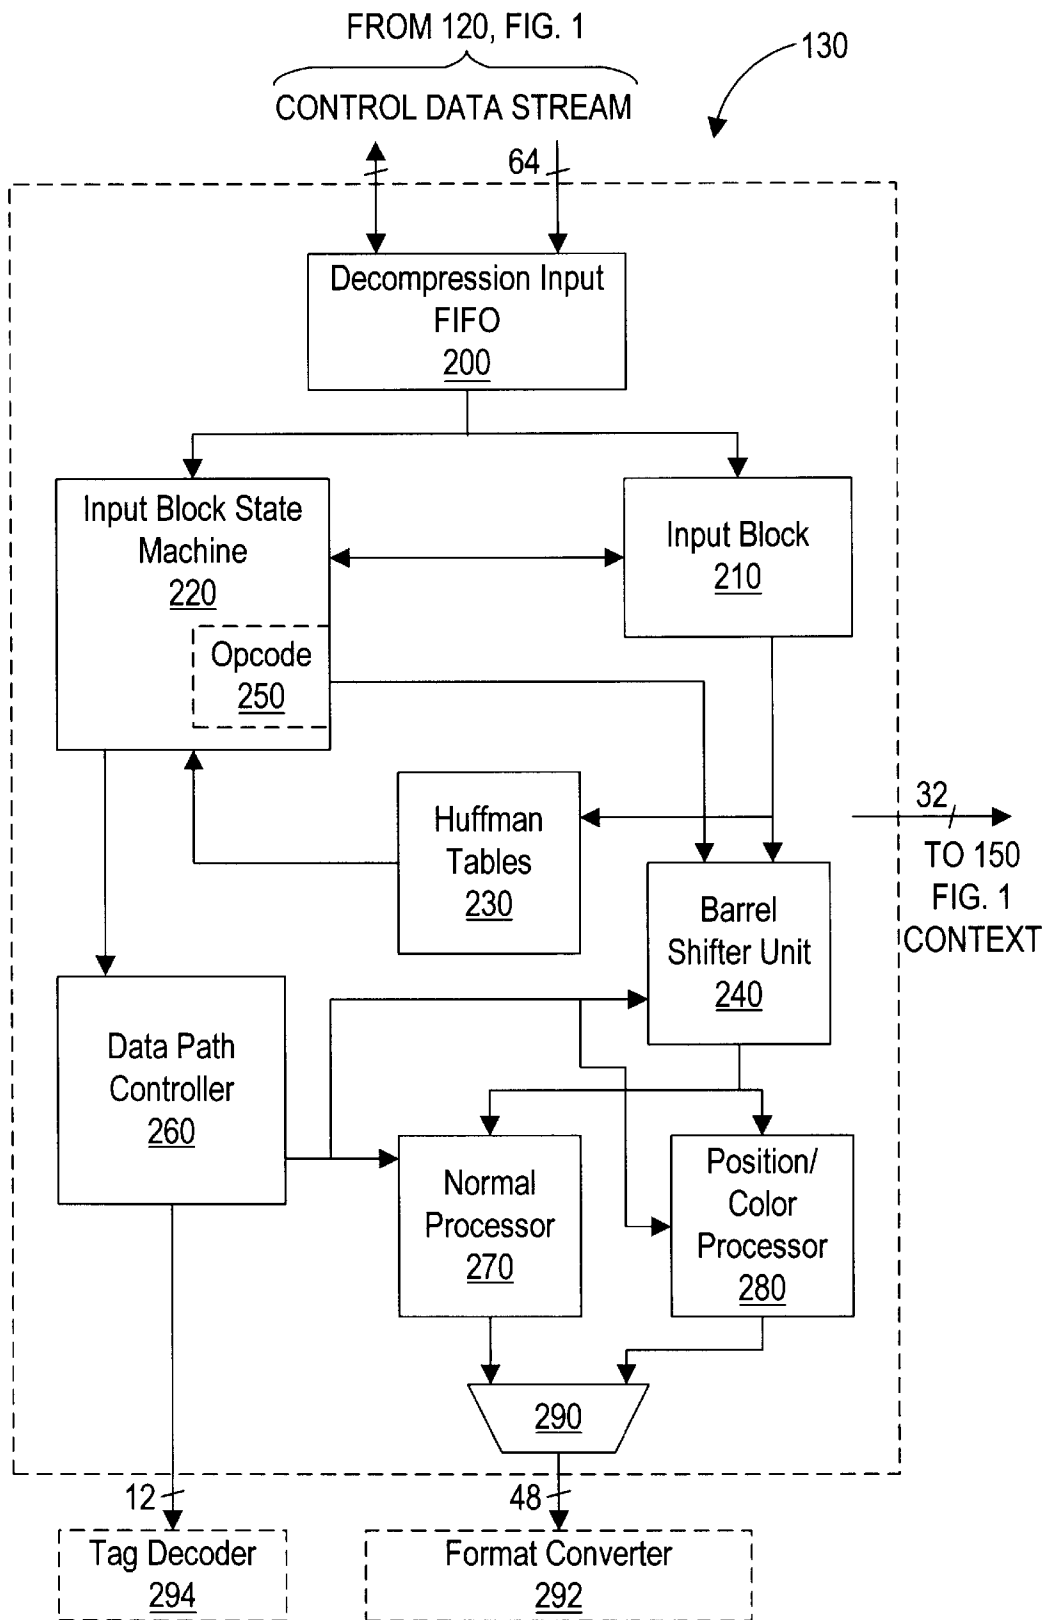 FROM 120, FIG. 1
130
CONTROL DATA STREAM
64
Decompression Input
FIFO
200
Input Block State
Machine
220
Input Block
210
Opcode
250
Huffman
Tables
230
32
TO 150
FIG. 1
CONTEXT
Barrel
Shifter Unit
240
Data Path
Controller
260
Normal
Processor
270
Position/
Color
Processor
280
290
12
48
Tag Decoder
294
Format Converter
292